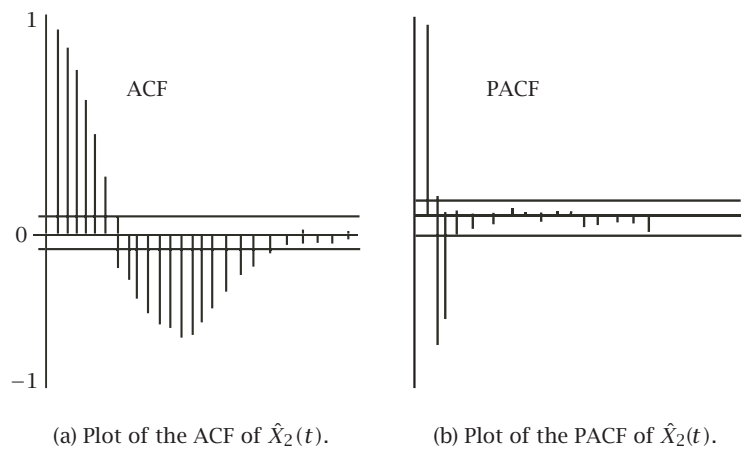 1
ACF
0
−1
PACF
(a) Plot of the ACF of X̂₂(t).
(b) Plot of the PACF of X̂₂(t).